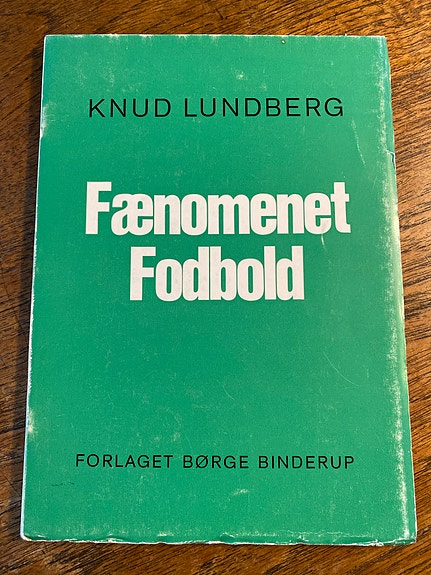 KNUD LUNDBERG
Fænomenet
Fodbold
FORLAGET BØRGE BINDERUP